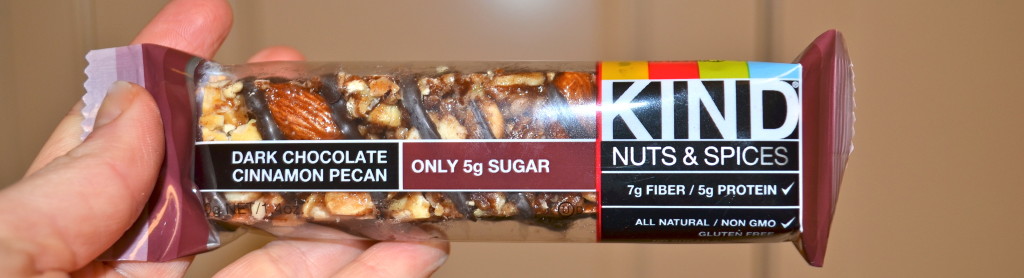 DARK CHOCOLATE
CINNAMON PECAN
ONLY 5g SUGAR
NET
KIND
NUTS & SPICES
7g FIBER / 5g PROTEIN ✓
ALL NATURAL / NON GMO ✓
GLUTEN FREE